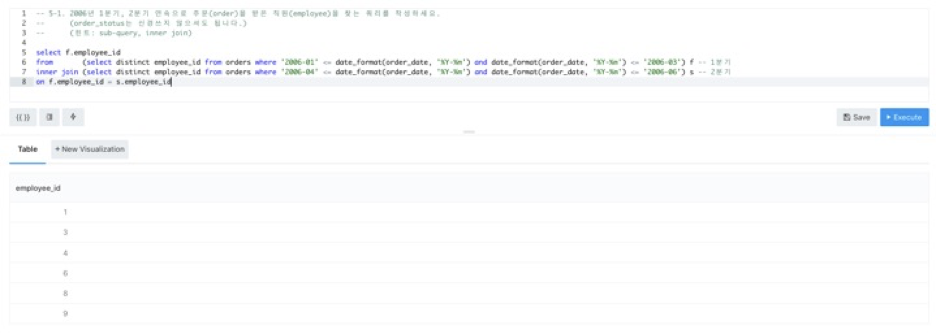 1 -- 5-1. 2006년 1분기, 2분기 연속으로 주문(order)을 받은 직원(employee)을 찾는 쿼리를 작성하세요.
2 -- (order_status는 신경쓰지 않으셔도 됩니다.)
3 -- (힌트: sub-query, inner join)
4
5 select f.employee_id
6 from (select distinct employee_id from orders where "2006-01" <= date_format(order_date, "%Y-%m") and date_format(order_date, "%Y-%m") <= "2006-03") f -- 1분기
7 inner join (select distinct employee_id from orders where "2006-04" <= date_format(order_date, "%Y-%m") and date_format(order_date, "%Y-%m") <= "2006-06") s -- 2분기
8 on f.employee_id = s.employee_id
{{}}
Save
Execute
Table
+ New Visualization
employee_id
1
3
4
6
8
9